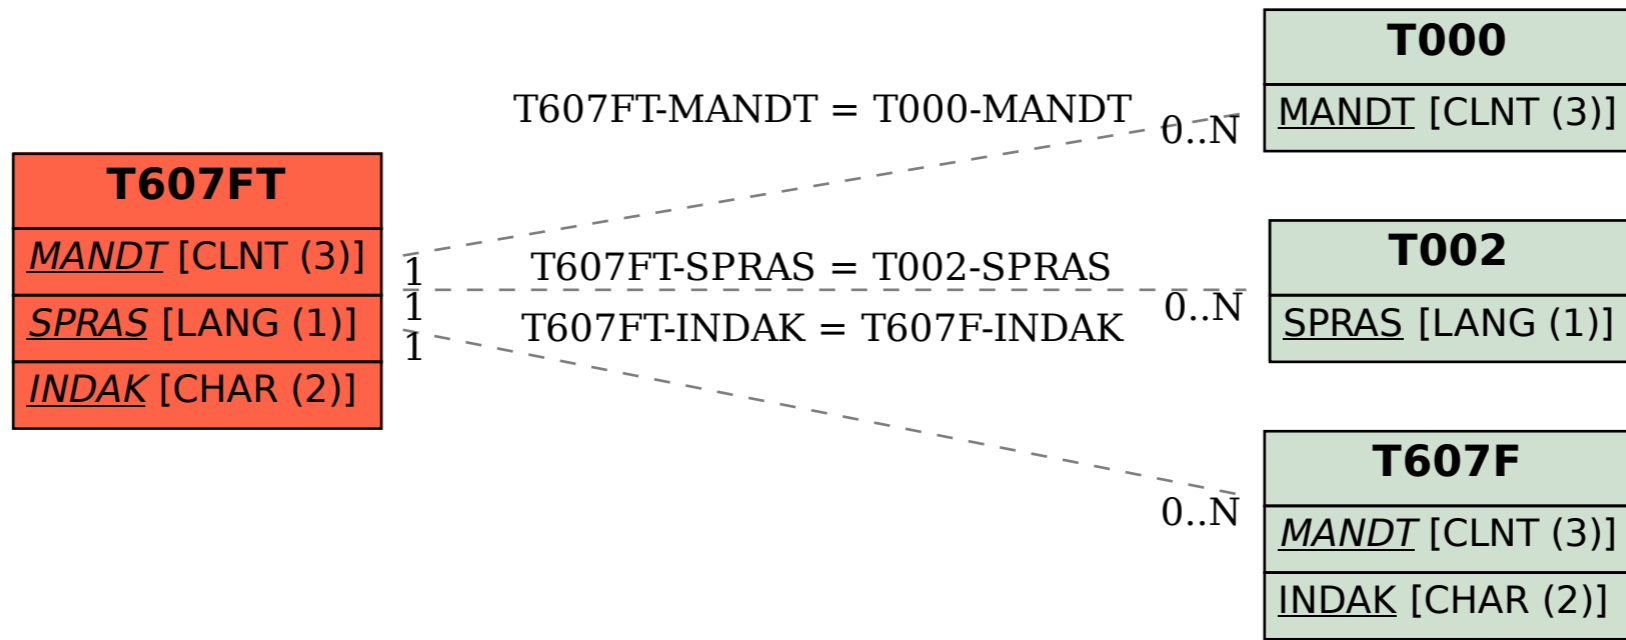 T607FT
MANDT [CLNT (3)]
SPRAS [LANG (1)]
INDAK [CHAR (2)]
T607FT-MANDT = T000-MANDT
0..N
1
T607FT-SPRAS = T002-SPRAS
0..N
1
T607FT-INDAK = T607F-INDAK
0..N
1
T000
MANDT [CLNT (3)]
T002
SPRAS [LANG (1)]
T607F
MANDT [CLNT (3)]
INDAK [CHAR (2)]